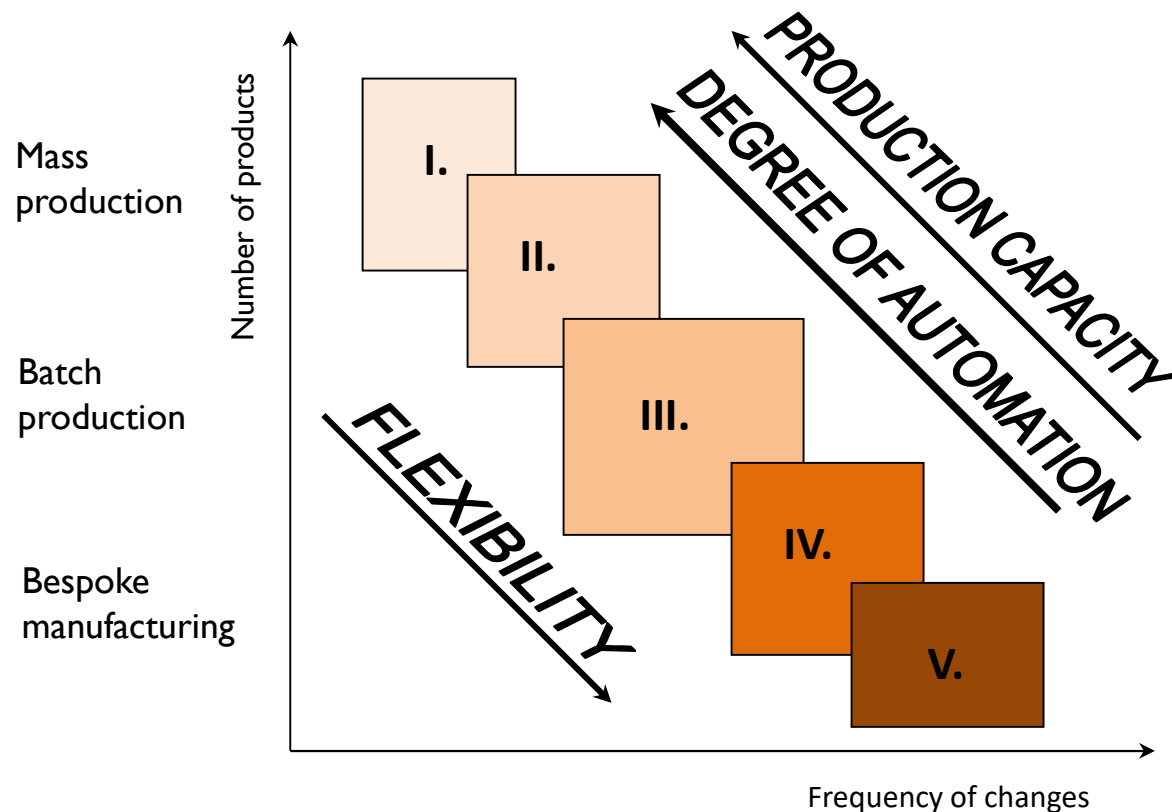 PRODUCTION CAPACITY
DEGREE OF AUTOMATION
Number of products
Mass
production
I.
II.
Batch
production
III.
FLEXIBILITY
IV.
Bespoke
manufacturing
V.
Frequency of changes